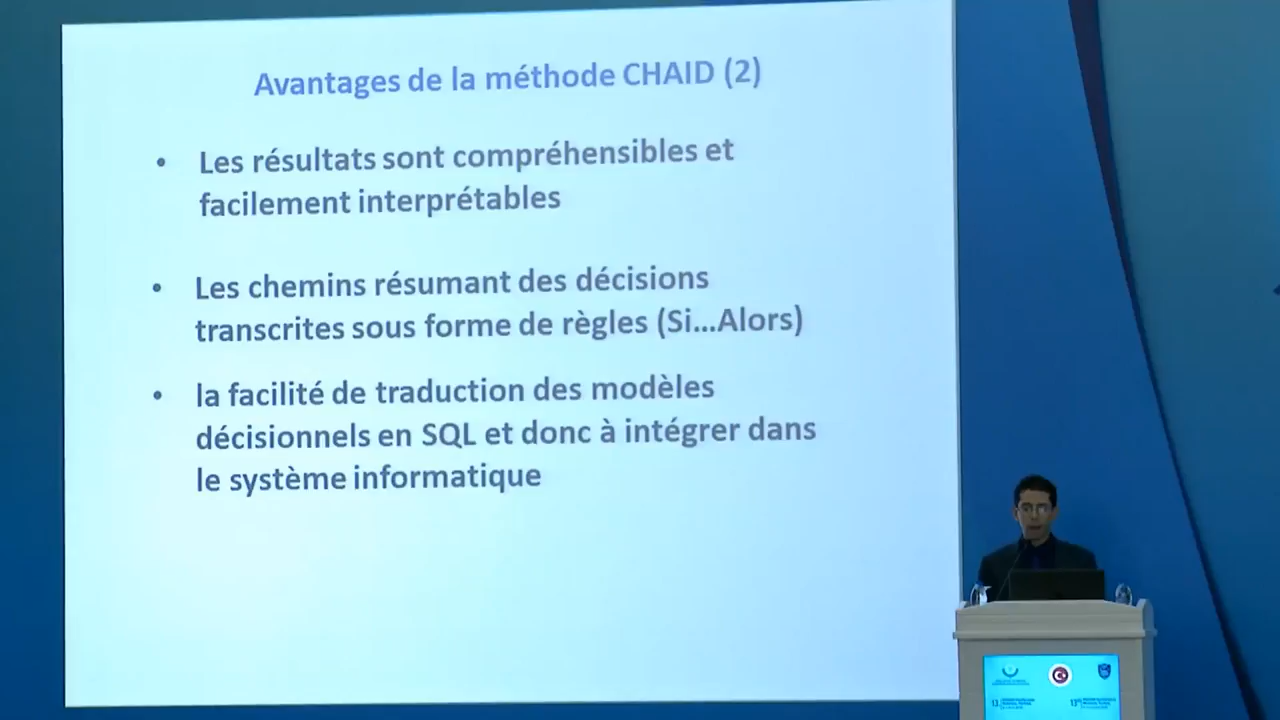 Avantages de la méthode CHAID (2)
• Les résultats sont compréhensibles et
facilement interprétables
• Les chemins résumant des décisions
transcrites sous forme de règles (Si...Alors)
• la facilité de traduction des modèles
décisionnels en SQL et donc à intégrer dans
le système informatique